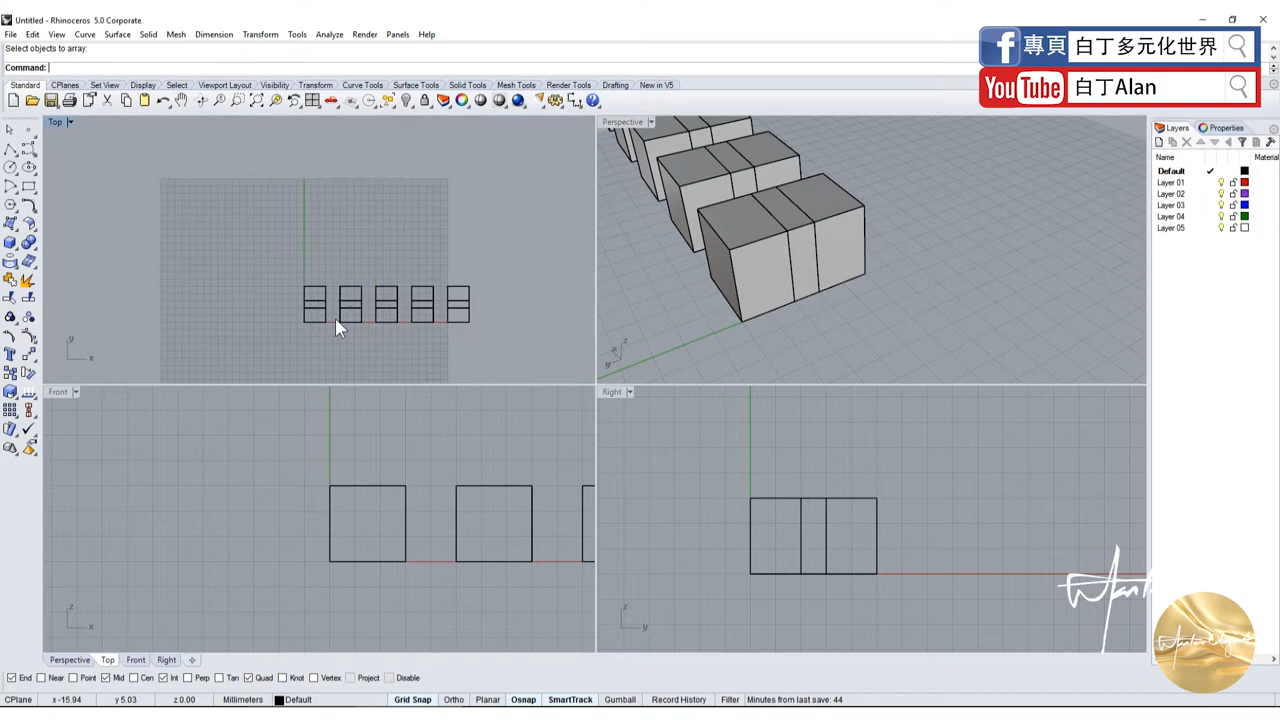 Untitled - Rhinoceros 5.0 Corporate
File Edit View Curve Surface Solid Mesh Dimension Transform Tools Analyze Render Panels Help
Select objects to array:
Command:
專頁 白丁多元化世界
YouTube 白丁Alan
Standard CPlanes Set View Display Select Viewport Layout Visibility Transform Curve Tools Surface Tools Solid Tools Mesh Tools Render Tools Drafting New in V5
Top
Perspective
Layers Properties
Name Material
Default
Layer 01
Layer 02
Layer 03
Layer 04
Layer 05
y
x
z
x
y
Front
Right
z
x
z
y
Perspective Top Front Right
End Near Point Mid Cen Int Perp Tan Quad Knot Vertex Project Disable
CPlane x -15.94 y 5.03 z 0.00 Millimeters Default Grid Snap Ortho Planar Osnap SmartTrack Gumball Record History Filter Minutes from last save: 44